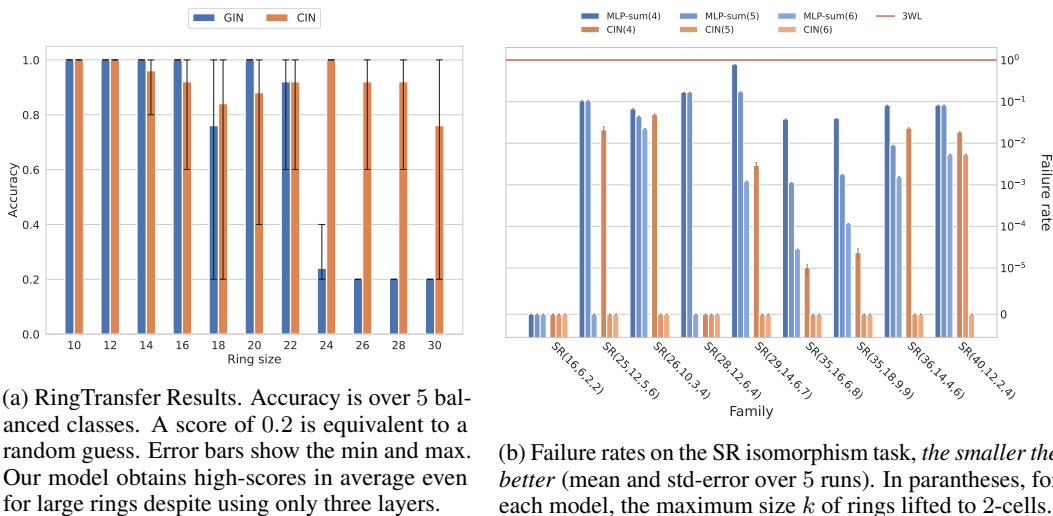 GIN CIN
1.0
0.8
0.6
0.4
0.2
0.0
Accuracy
10 12 14 16 18 20 22 24 26 28 30
Ring size
(a) RingTransfer Results. Accuracy is over 5 bal-
anced classes. A score of 0.2 is equivalent to a
random guess. Error bars show the min and max.
Our model obtains high-scores in average even
for large rings despite using only three layers.
MLP-sum(4) MLP-sum(5) MLP-sum(6) 3WL
CIN(4) CIN(5) CIN(6)
10⁰
10⁻¹
10⁻²
10⁻³
10⁻⁴
10⁻⁵
0
Failure rate
SR(16,6,2,2) SR(25,12,5,6) SR(26,10,3,4) SR(28,12,6,4) SR(29,14,6,7) SR(35,16,6,8) SR(35,18,9,9) SR(36,14,4,6) SR(40,12,2,4)
Family
(b) Failure rates on the SR isomorphism task, the smaller the
better (mean and std-error over 5 runs). In parantheses, for
each model, the maximum size k of rings lifted to 2-cells.